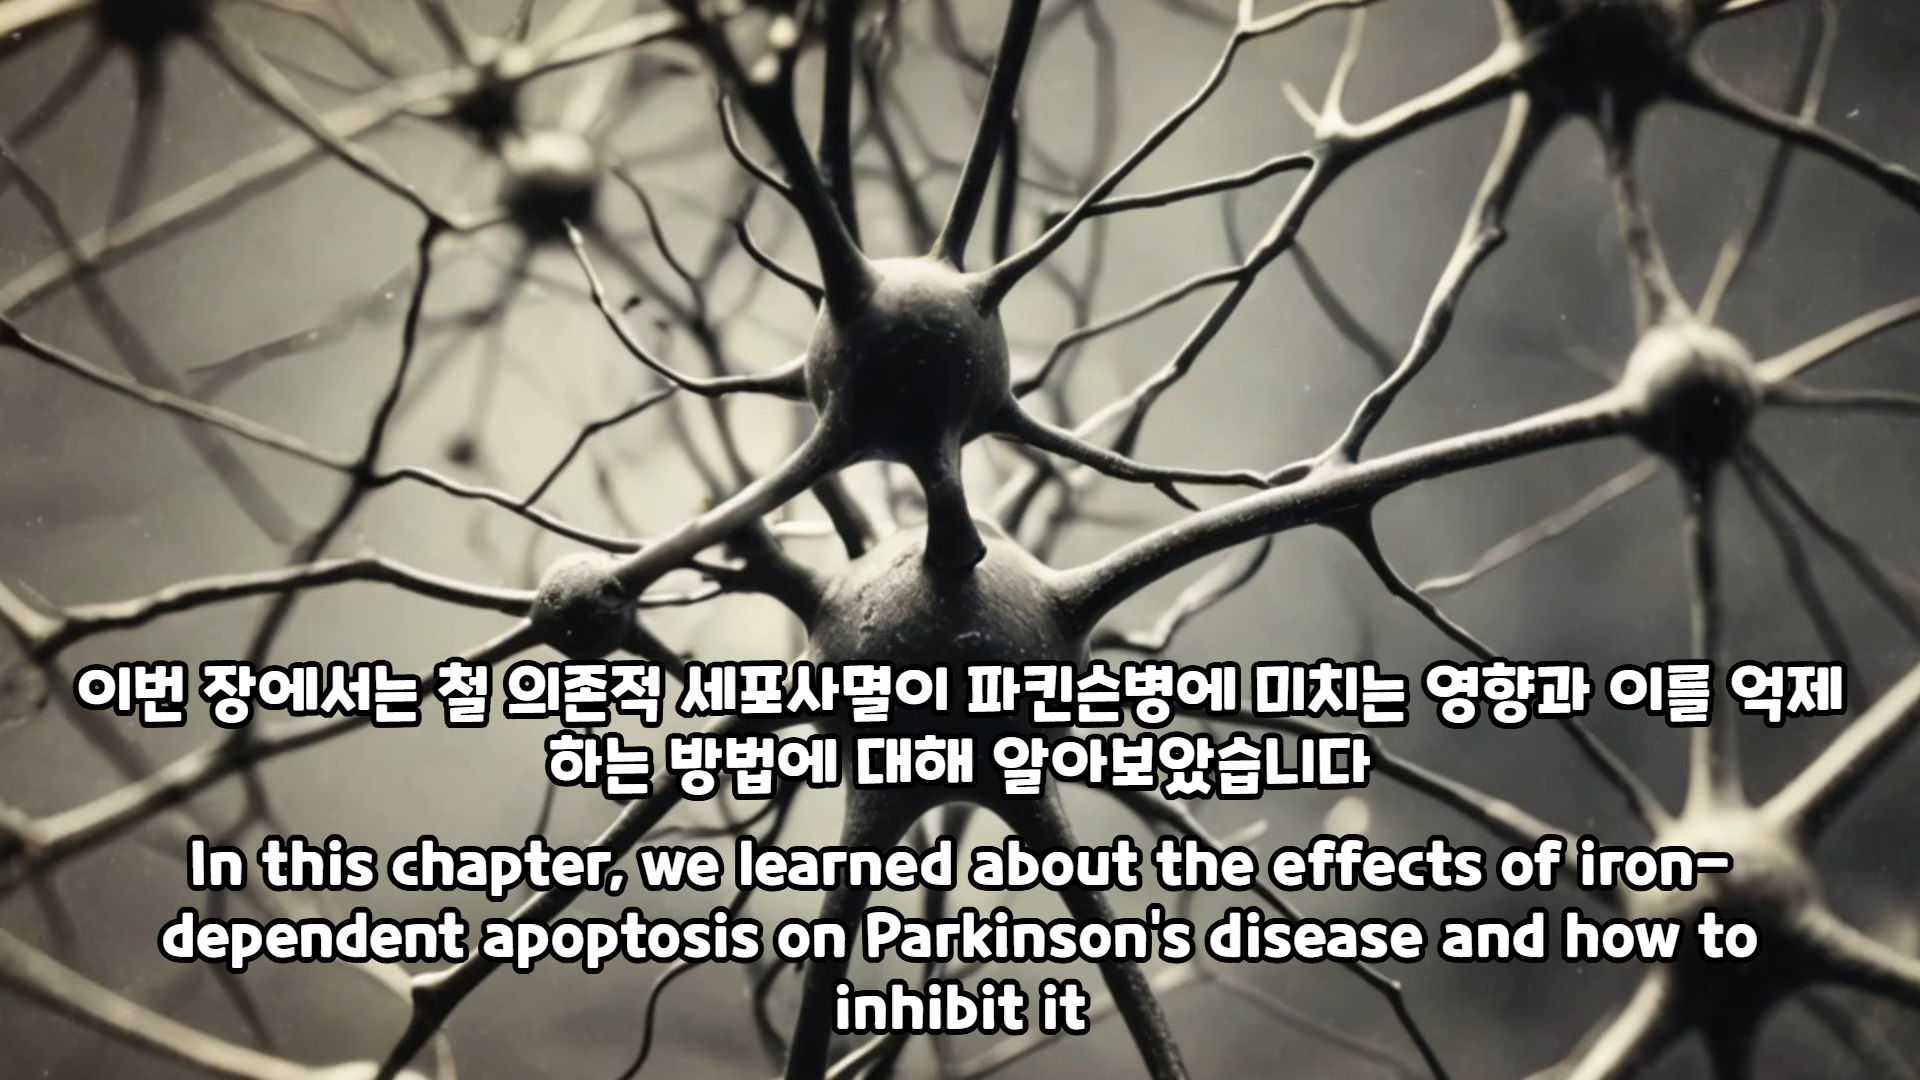 이번 장에서는 철 의존적 세포사멸이 파킨슨병에 미치는 영향과 이를 억제
하는 방법에 대해 알아보았습니다
In this chapter, we learned about the effects of iron-
dependent apoptosis on Parkinson's disease and how to
inhibit it